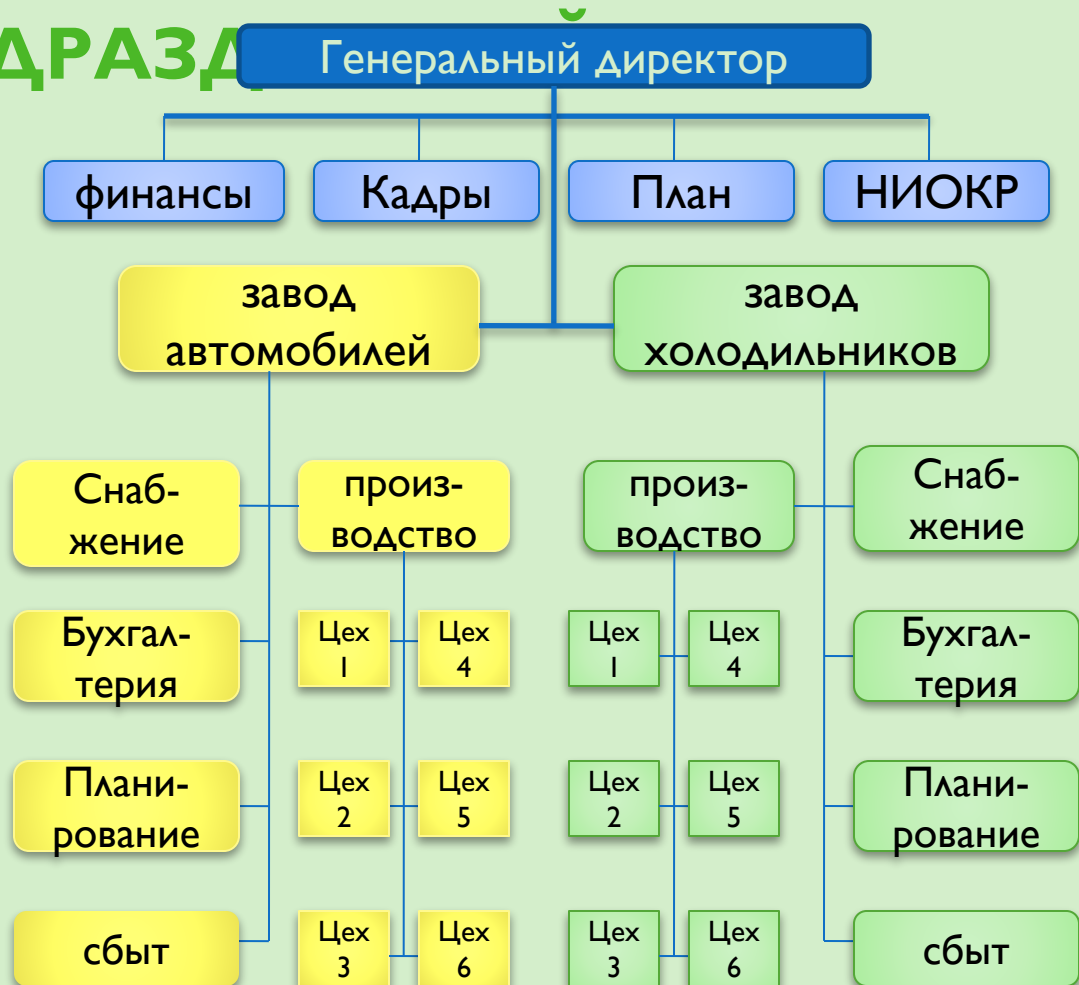 ДРАЗД
Генеральный директор
финансы
Кадры
План
НИОКР
завод
автомобилей
завод
холодильников
Снаб-
жение
произ-
водство
произ-
водство
Снаб-
жение
Бухгал-
терия
Цех
1
Цех
4
Цех
1
Цех
4
Бухгал-
терия
Плани-
рование
Цех
2
Цех
5
Цех
2
Цех
5
Плани-
рование
сбыт
Цех
3
Цех
6
Цех
3
Цех
6
сбыт